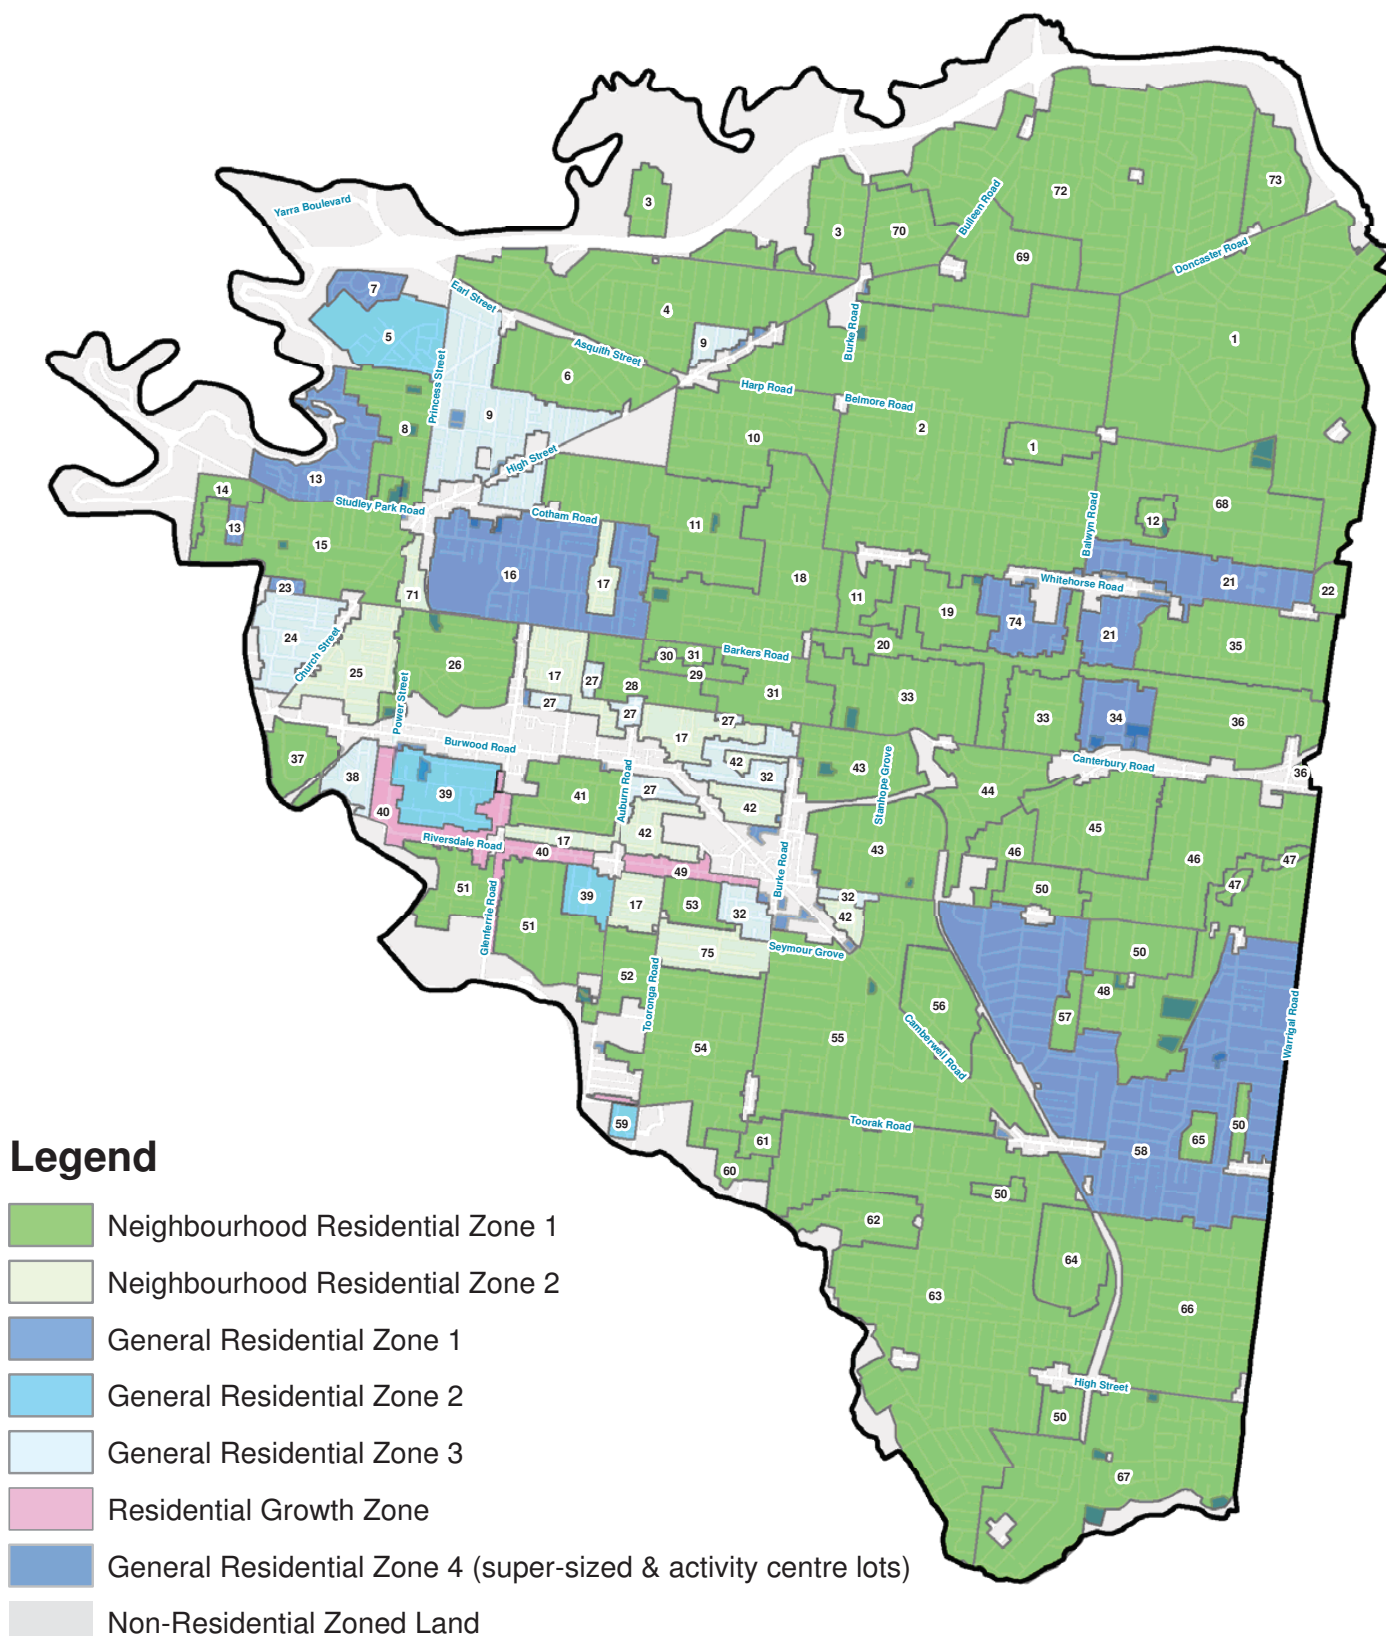 73
72
Yarra Boulevard
3
Bulleen Road
3
70
69
Doncaster Road
7
Earl Street
4
5
9
Burke Road
1
Asquith Street
6
Princess Street
Harp Road
Belmore Road
9
8
2
10
1
High Street
13
14
Studley Park Road
68
Cotham Road
12
Balwyn Road
11
13
15
16
18
17
Whitehorse Road
21
23
71
11
22
19
74
24
Church Street
21
20
35
Barkers Road
30
31
26
25
29
17
27
28
31
33
Power Street
27
27
33
34
36
27
17
Burwood Road
37
Canterbury Road
42
43
36
38
32
Stanhope Grove
Auburn Road
27
44
39
41
42
40
45
42
Riversdale Road
17
43
40
46
46
47
Burke Road
49
51
50
47
39
32
17
53
32
42
Glenferrie Road
51
Seymour Grove
75
50
52
Tooronga Road
48
56
57
Warrigal Road
55
Camberwell Road
54
59
Toorak Road
50
61
65
58
60
50
62
64
63
66
High Street
50
67
Legend
Neighbourhood Residential Zone 1
Neighbourhood Residential Zone 2
General Residential Zone 1
General Residential Zone 2
General Residential Zone 3
Residential Growth Zone
General Residential Zone 4 (super-sized & activity centre lots)
Non-Residential Zoned Land